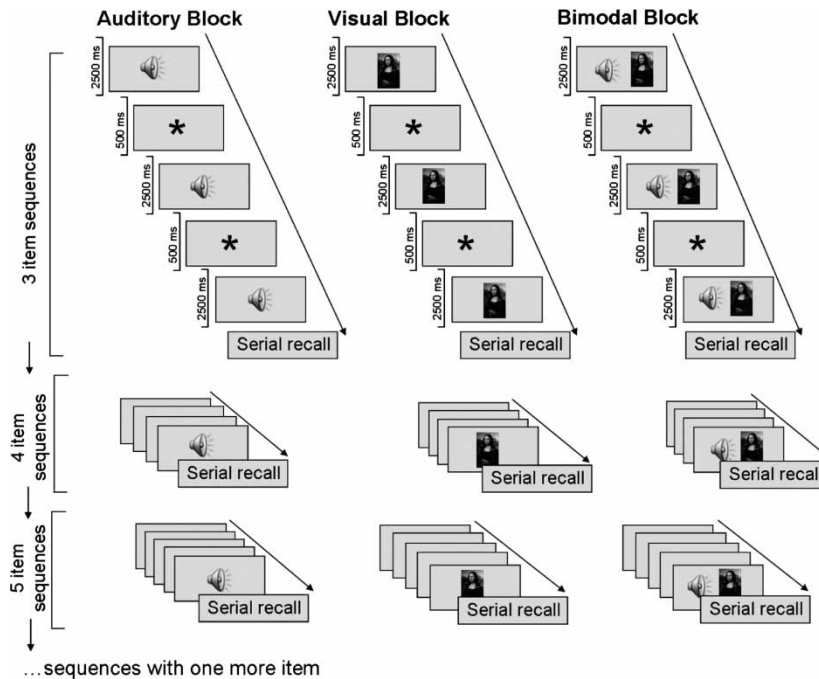 Auditory Block Visual Block Bimodal Block
3 item sequences
2500 ms 2500 ms 2500 ms
500 ms 500 ms 500 ms
* * *
2500 ms 2500 ms 2500 ms
500 ms 500 ms 500 ms
* * *
2500 ms 2500 ms 2500 ms
Serial recall Serial recall Serial recall
4 item
sequences
Serial recall Serial recall Serial recall
5 item
sequences
Serial recall Serial recall Serial recall
...sequences with one more item